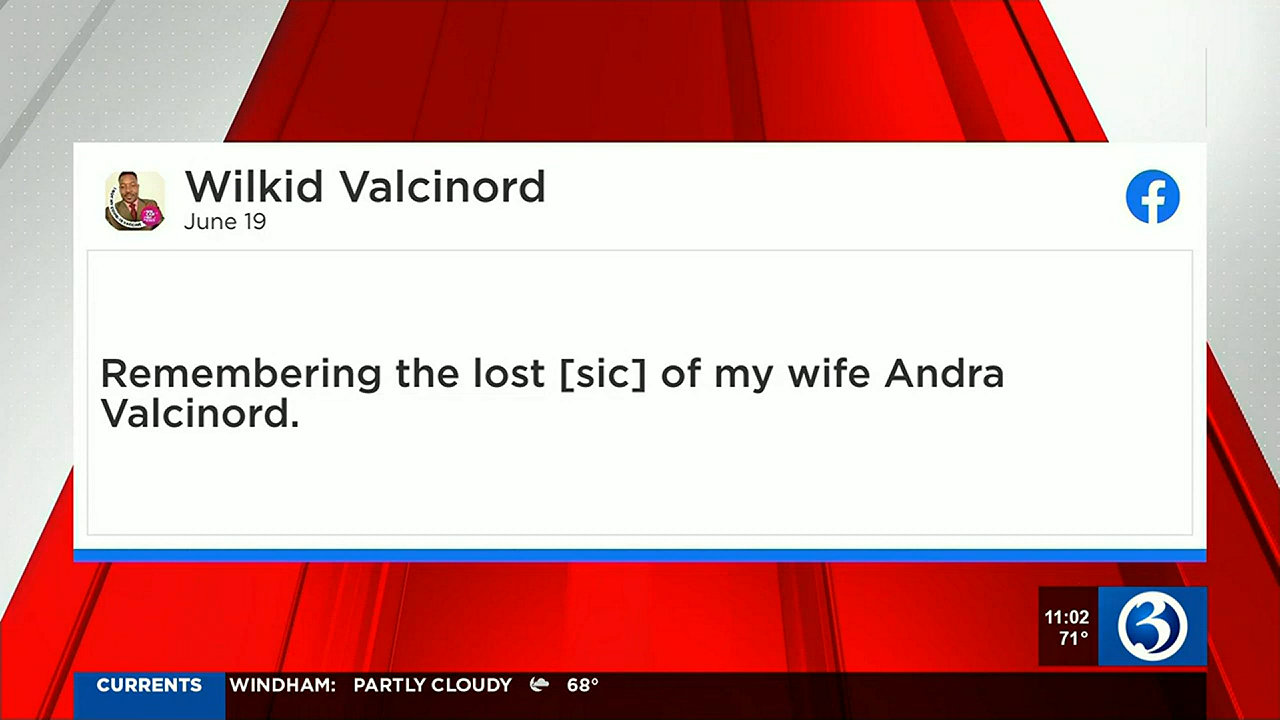 Wilkid Valcinord
June 19
Remembering the lost [sic] of my wife Andra
Valcinord.
11:02
71°
3
CURRENTS
WINDHAM: PARTLY CLOUDY 68°